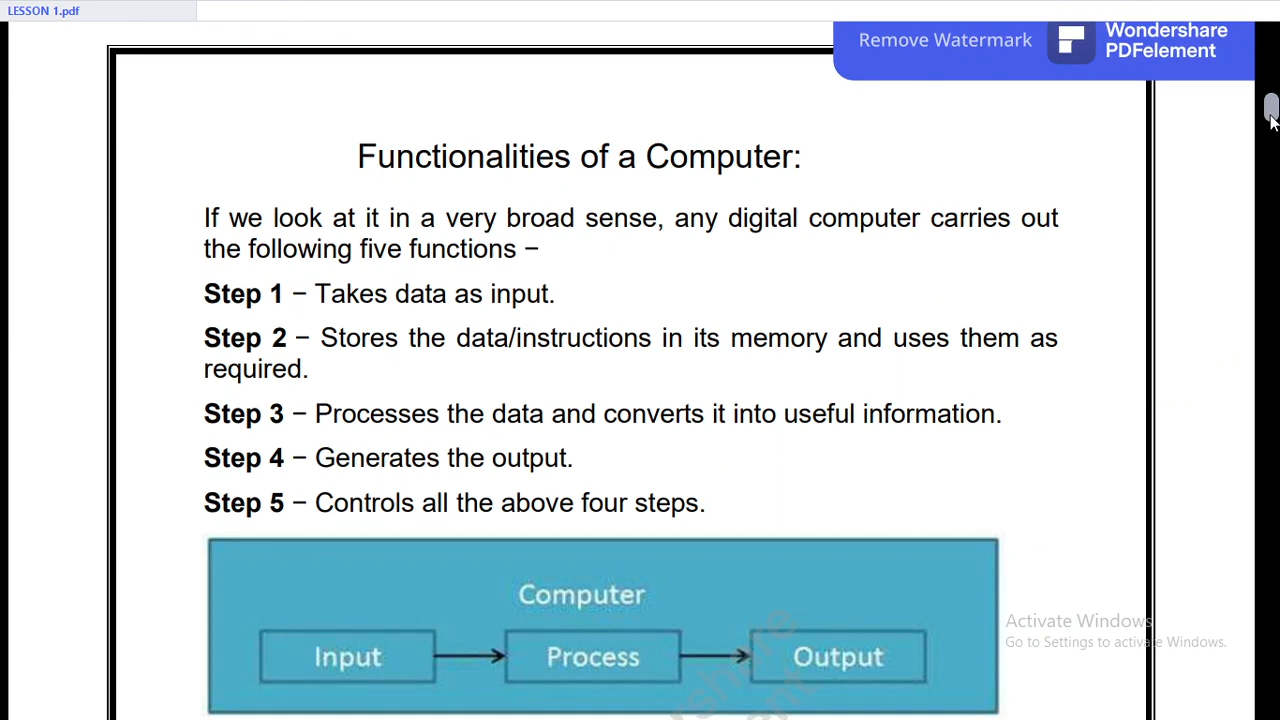 LESSON 1.pdf
Remove Watermark
Wondershare
PDFelement
Functionalities of a Computer:
If we look at it in a very broad sense, any digital computer carries out
the following five functions −
Step 1 − Takes data as input.
Step 2 − Stores the data/instructions in its memory and uses them as
required.
Step 3 − Processes the data and converts it into useful information.
Step 4 − Generates the output.
Step 5 − Controls all the above four steps.
Computer
Input Process Output
Activate Windows
Go to Settings to activate Windows.